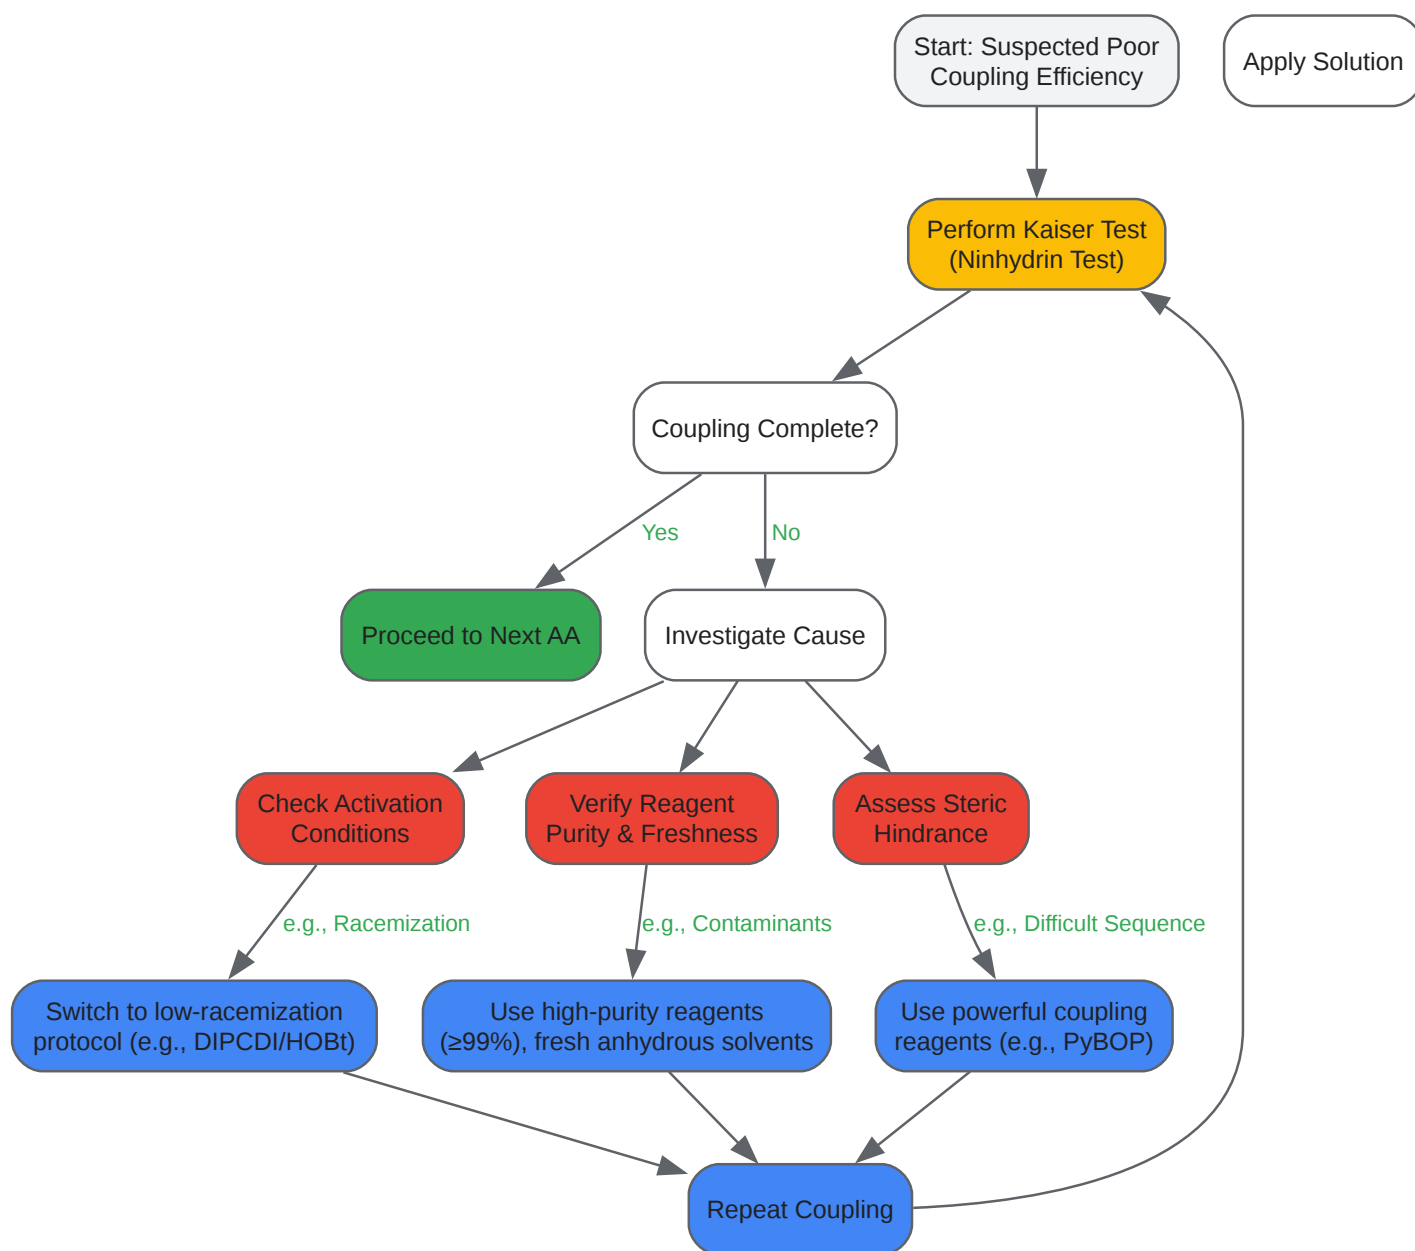 Start: Suspected Poor
Coupling Efficiency
Apply Solution
Perform Kaiser Test
(Ninhydrin Test)
Coupling Complete?
Yes
No
Proceed to Next AA
Investigate Cause
Check Activation
Conditions
Verify Reagent
Purity & Freshness
Assess Steric
Hindrance
e.g., Racemization
e.g., Contaminants
e.g., Difficult Sequence
Switch to low-racemization
protocol (e.g., DIPCDI/HOBt)
Use high-purity reagents
(≥99%), fresh anhydrous solvents
Use powerful coupling
reagents (e.g., PyBOP)
Repeat Coupling